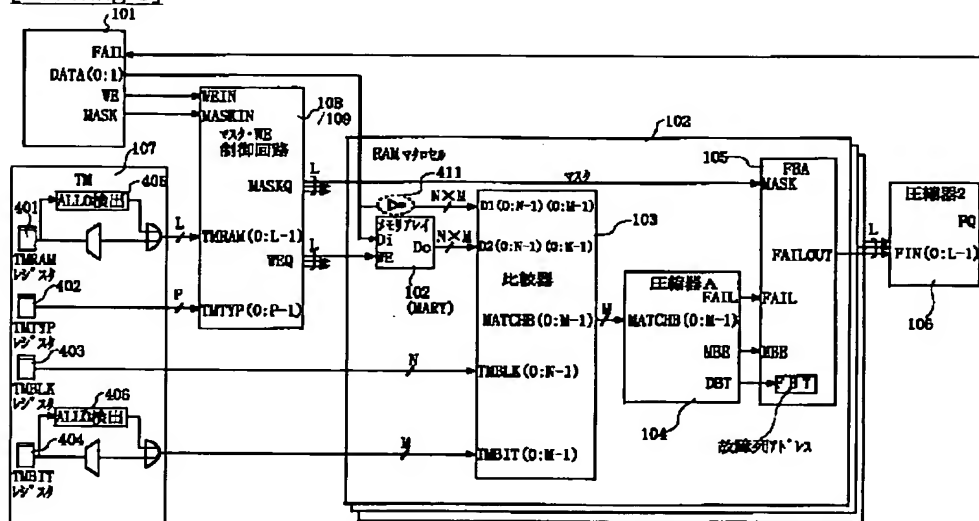 101
FAIL
DATA(0:1)
WE
MASK
WEIN
MASKIN
マスク・WE
制御回路
108
/109
MASKQ
L
TMRAM(0:L-1)
WEQ
L
TMTYP(0:P-1)
107
TM
405
ALL0検出
401
TMRAM
レジスタ
L
402
P
TMTYP
レジスタ
403
N
TMBLK
レジスタ
406
ALL0検出
404
M
TMBIT
レジスタ
102
RAMマクロセル
マスク
411
N×M
メモリアレイ
Di
Do
WE
N×M
102
(MARY)
D1(0:N-1)(0:M-1)
D2(0:N-1)(0:M-1)
103
比較器
MATCHB(0:M-1)
M
TMBLK(0:N-1)
TMBIT(0:M-1)
圧縮器A
FAIL
MATCHB(0:M-1)
MBE
DBT
104
105
FBA
MASK
FAILOUT
FAIL
MBE
FBT
故障列アドレス
圧縮器2
L
FIN(0:L-1)
106